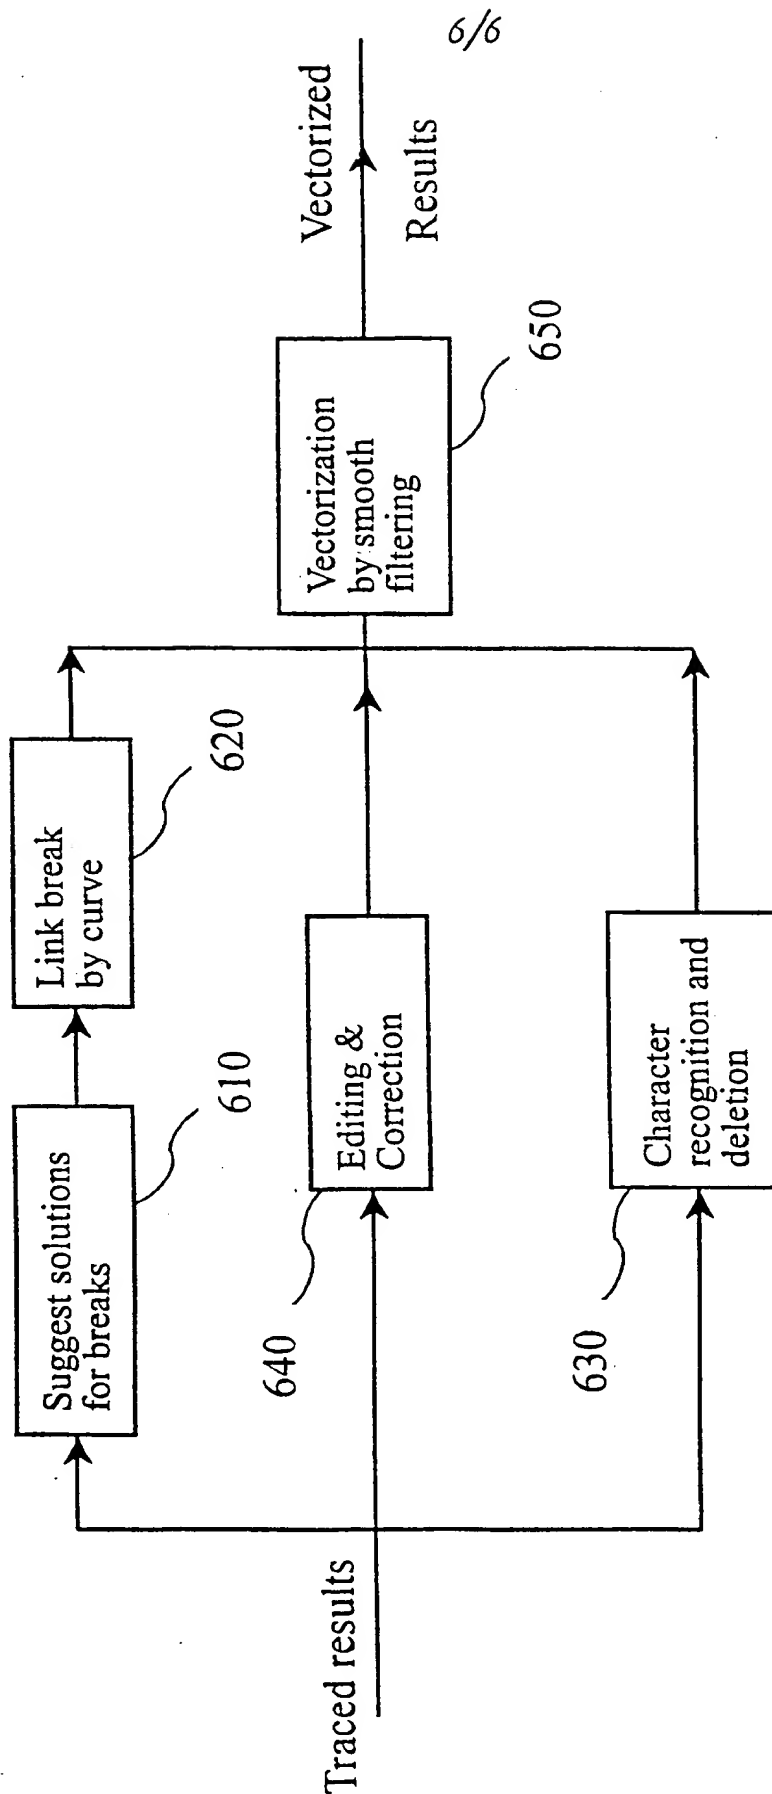 6/6
Traced results
Suggest solutions
for breaks
610
Link break
by curve
620
640
Editing &
Correction
630
Character
recognition and
deletion
Vectorization
by smooth
filtering
650
Vectorized
Results